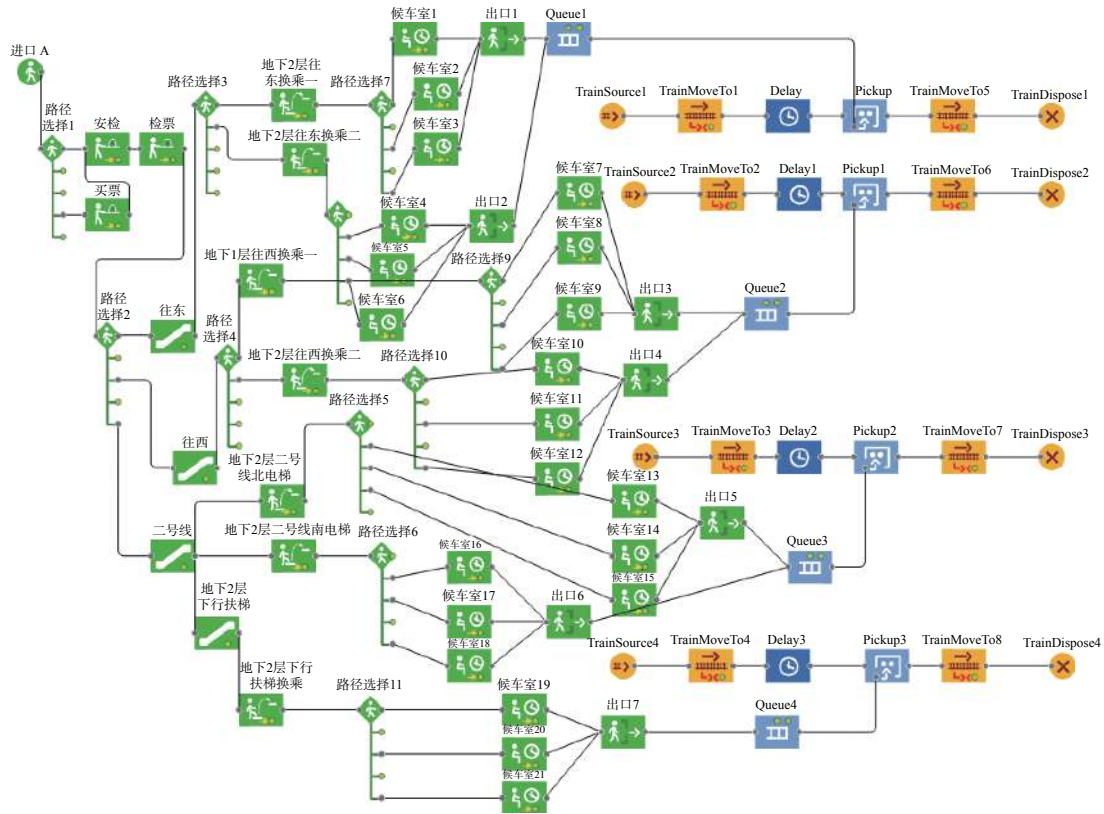 进口 A
路径
选择1
安检
检票
买票
路径选择3
地下2层往
东换乘一
路径选择7
候车室1
出口1
Queue1
候车室2
候车室3
地下2层往东换乘二
候车室4
候车室5
候车室6
出口2
TrainSource1
TrainMoveTo1
Delay
Pickup
TrainMoveTo5
TrainDispose1
候车室7
TrainSource2
TrainMoveTo2
Delay1
Pickup1
TrainMoveTo6
TrainDispose2
地下1层往西换乘一
路径选择9
候车室8
候车室9
出口3
Queue2
路径
选择2
往东
路径
选择4
地下2层往西换乘二
路径选择10
候车室10
出口4
候车室11
候车室12
往西
路径选择5
地下2层二号
线北电梯
TrainSource3
TrainMoveTo3
Delay2
Pickup2
TrainMoveTo7
TrainDispose3
候车室13
出口5
候车室14
候车室15
Queue3
二号线
地下2层二号线南电梯
路径选择6
候车室16
候车室17
候车室18
出口6
地下2层
下行扶梯
TrainSource4
TrainMoveTo4
Delay3
Pickup3
TrainMoveTo8
TrainDispose4
地下2层下行
扶梯换乘
路径选择11
候车室19
候车室20
候车室21
出口7
Queue4